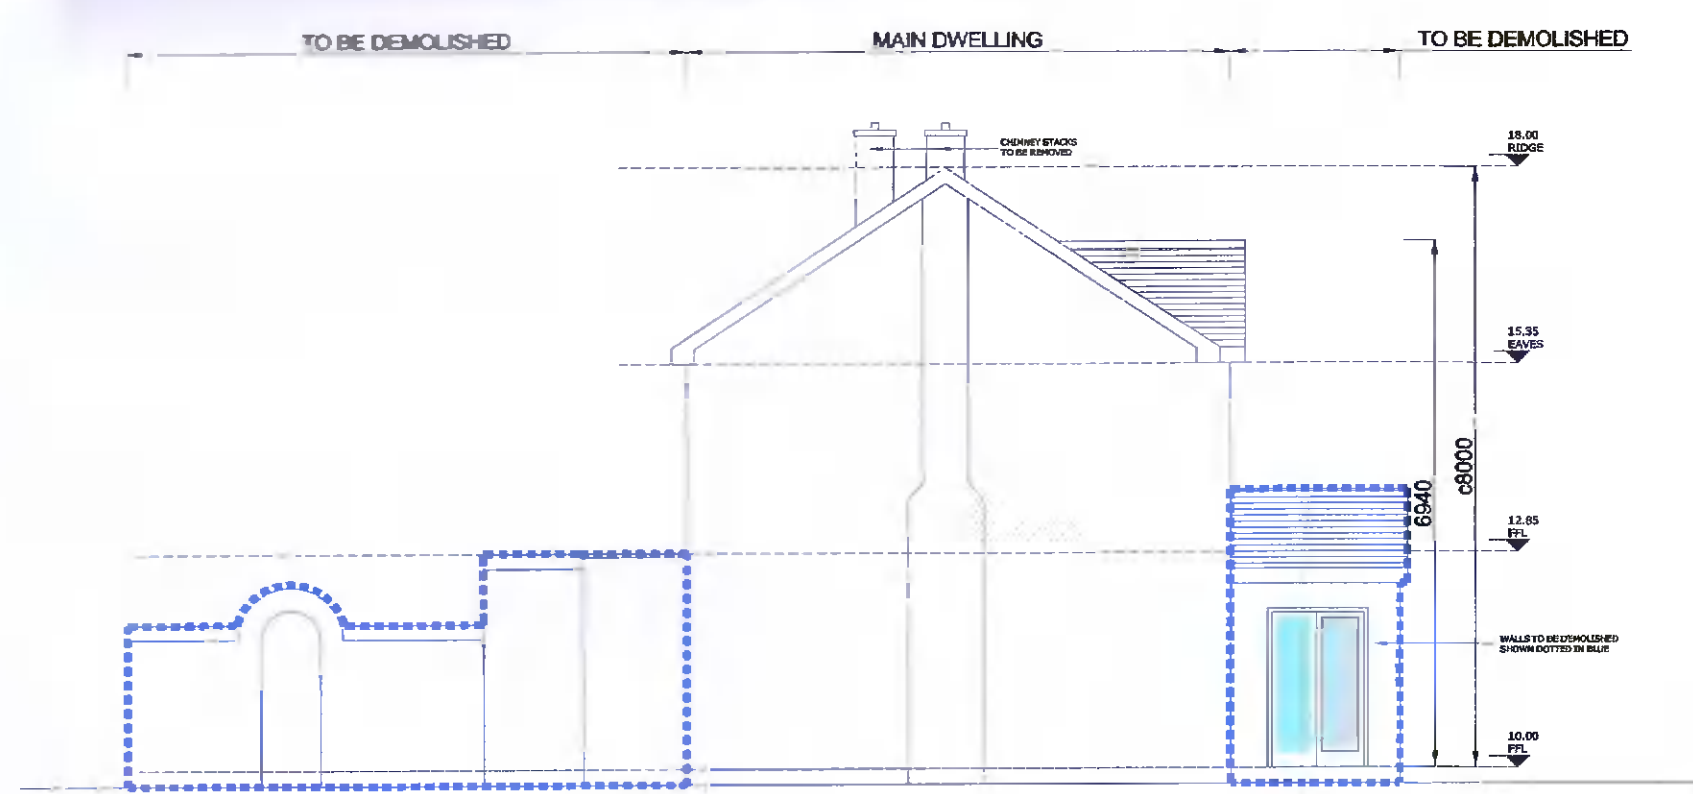 TO BE DEMOLISHED
MAIN DWELLING
TO BE DEMOLISHED
CHIMNEY STACKS
TO BE REMOVED
18.00
RIDGE
15.35
EAVES
c8000
6940
12.85
FFL
WALLS TO BE DEMOLISHED
SHOWN DOTTED IN BLUE
10.00
FFL